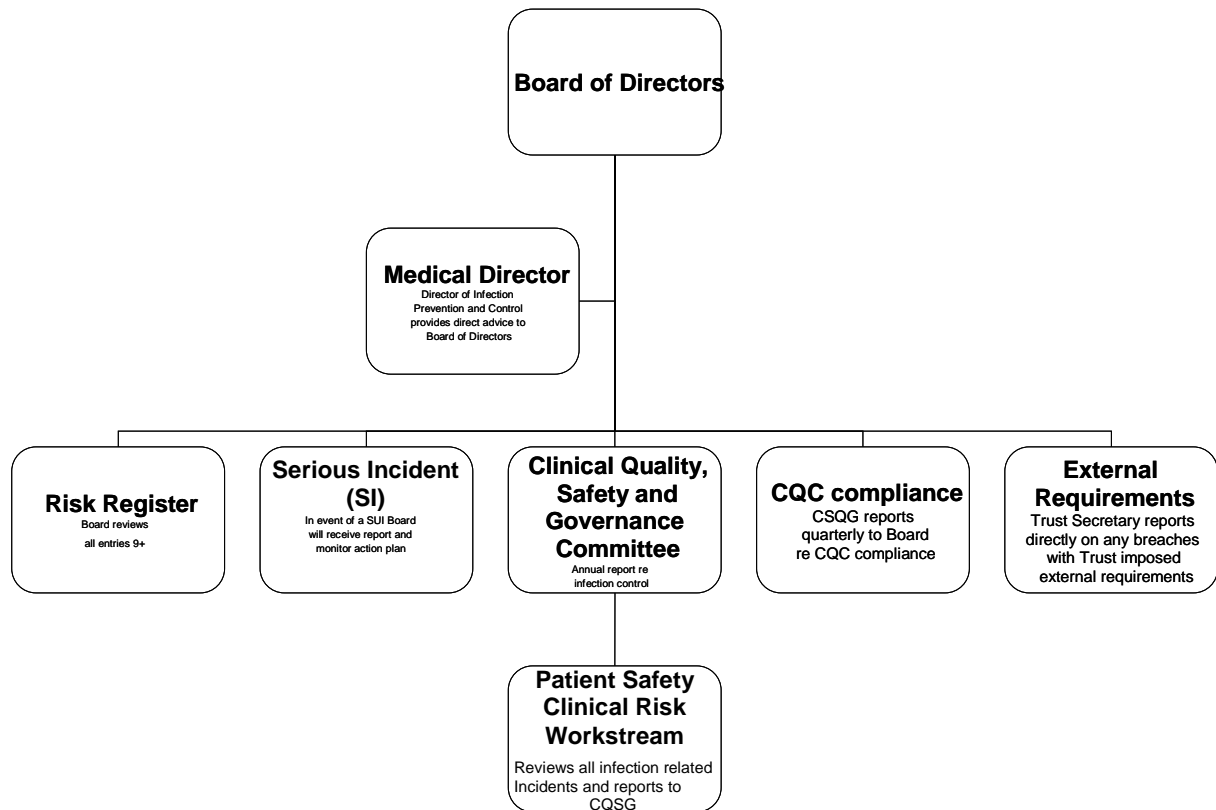 Board of Directors
Medical Director
Director of Infection
Prevention and Control
provides direct advice to
Board of Directors
Risk Register
Board reviews
all entries 9+
Serious Incident
(SI)
In event of a SUI Board
will receive report and
monitor action plan
Clinical Quality,
Safety and
Governance
Committee
Annual report re
infection control
CQC compliance
CSQG reports
quarterly to Board
re CQC compliance
External
Requirements
Trust Secretary reports
directly on any breaches
with Trust imposed
external requirements
Patient Safety
Clinical Risk
Workstream
Reviews all infection related
Incidents and reports to
CQSG